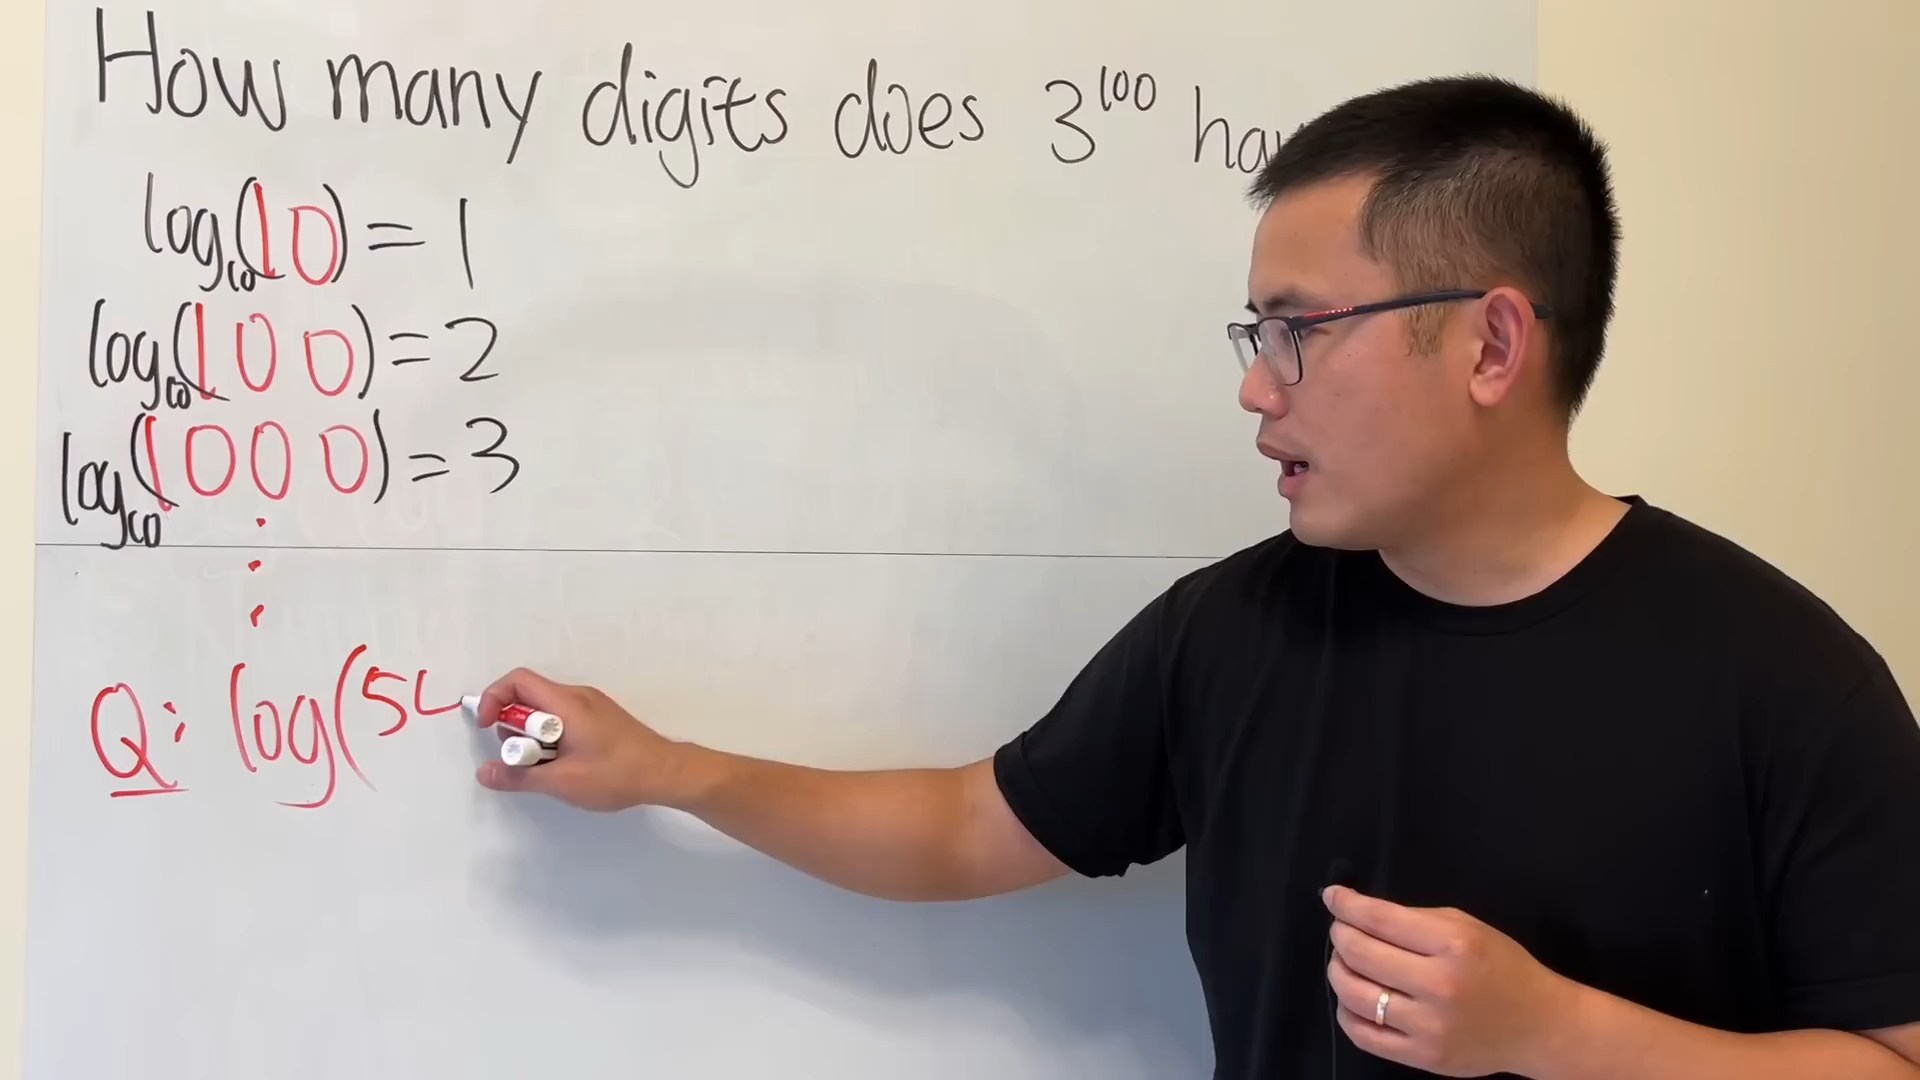 How many digits does 3¹⁰⁰ ha
log₁₀(10) = 1
log₁₀(100) = 2
log₁₀(1000) = 3
Q: log(54